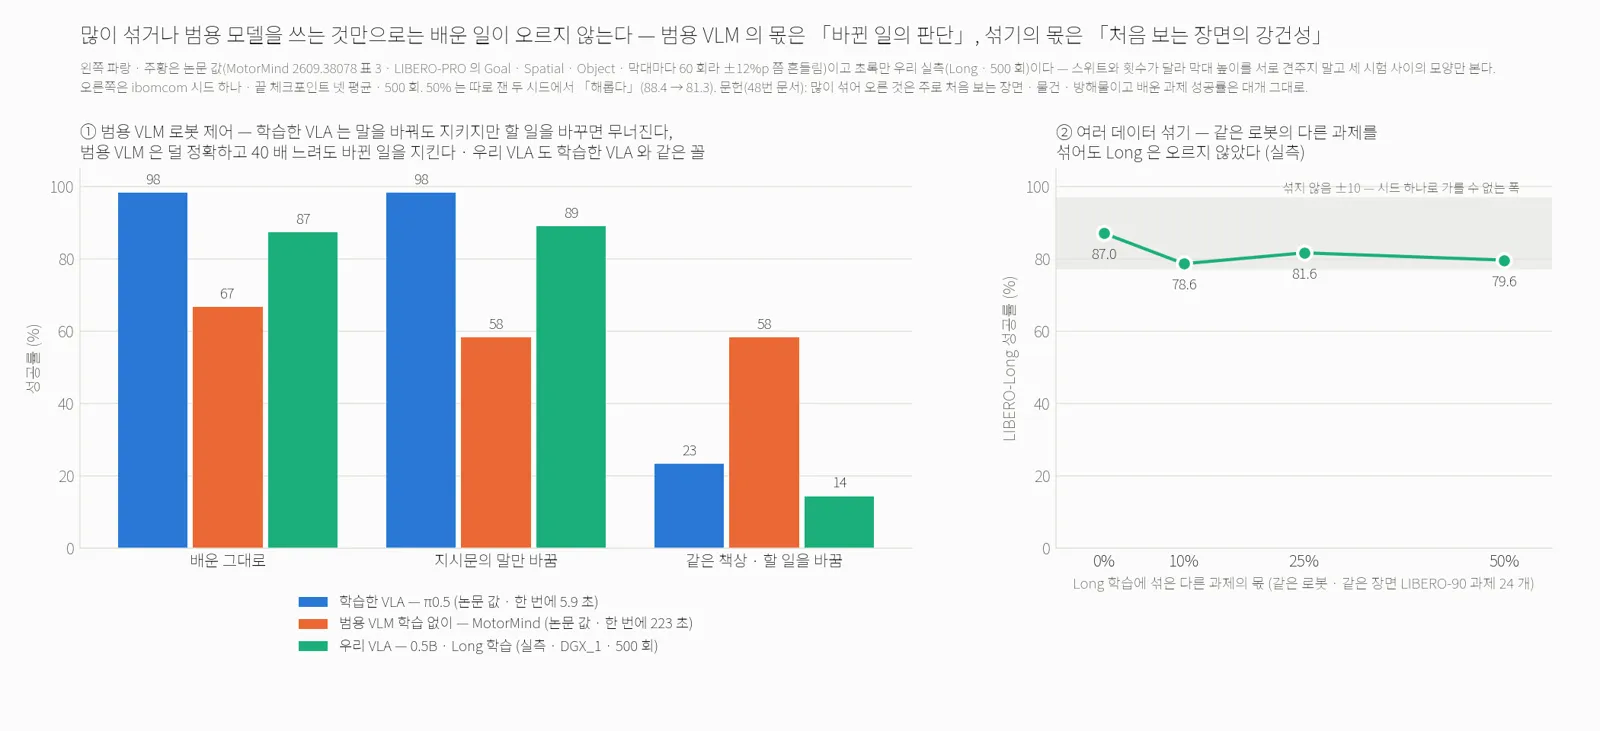 많이 섞거나 범용 모델을 쓰는 것만으로는 배운 일이 오르지 않는다 — 범용 VLM 의 몫은 「바뀐 일의 판단」, 섞기의 몫은 「처음 보는 장면의 강건성」
왼쪽 파랑 · 주황은 논문 값(MotorMind 2609.38078 표 3 · LIBERO-PRO 의 Goal · Spatial · Object · 막대마다 60 회라 ±12%p 쯤 흔들림)이고 초록만 우리 실측(Long · 500 회)이다 — 스위트와 횟수가 달라 막대 높이를 서로 견주지 말고 세 시험 사이의 모양만 본다.
오른쪽은 ibomcom 시드 하나 · 끝 체크포인트 넷 평균 · 500 회. 50% 는 따로 잰 두 시드에서 「해롭다」(88.4 → 81.3). 문헌(48번 문서): 많이 섞어 오른 것은 주로 처음 보는 장면 · 물건 · 방해물이고 배운 과제 성공률은 대개 그대로.
① 범용 VLM 로봇 제어 — 학습한 VLA 는 말을 바꿔도 지키지만 할 일을 바꾸면 무너진다,
범용 VLM 은 덜 정확하고 40 배 느려도 바뀐 일을 지킨다 · 우리 VLA 도 학습한 VLA 와 같은 꼴
성공률 (%)
100
80
60
40
20
0
98
67
87
98
58
89
23
58
14
배운 그대로
지시문의 말만 바꿈
같은 책상 · 할 일을 바꿈
학습한 VLA — π0.5 (논문 값 · 한 번에 5.9 초)
범용 VLM 학습 없이 — MotorMind (논문 값 · 한 번에 223 초)
우리 VLA — 0.5B · Long 학습 (실측 · DGX_1 · 500 회)
② 여러 데이터 섞기 — 같은 로봇의 다른 과제를
섞어도 Long 은 오르지 않았다 (실측)
LIBERO-Long 성공률 (%)
100
80
60
40
20
0
섞지 않음 ±10 — 시드 하나로 가를 수 없는 폭
87.0
78.6
81.6
79.6
0%
10%
25%
50%
Long 학습에 섞은 다른 과제의 몫 (같은 로봇 · 같은 장면 LIBERO-90 과제 24 개)